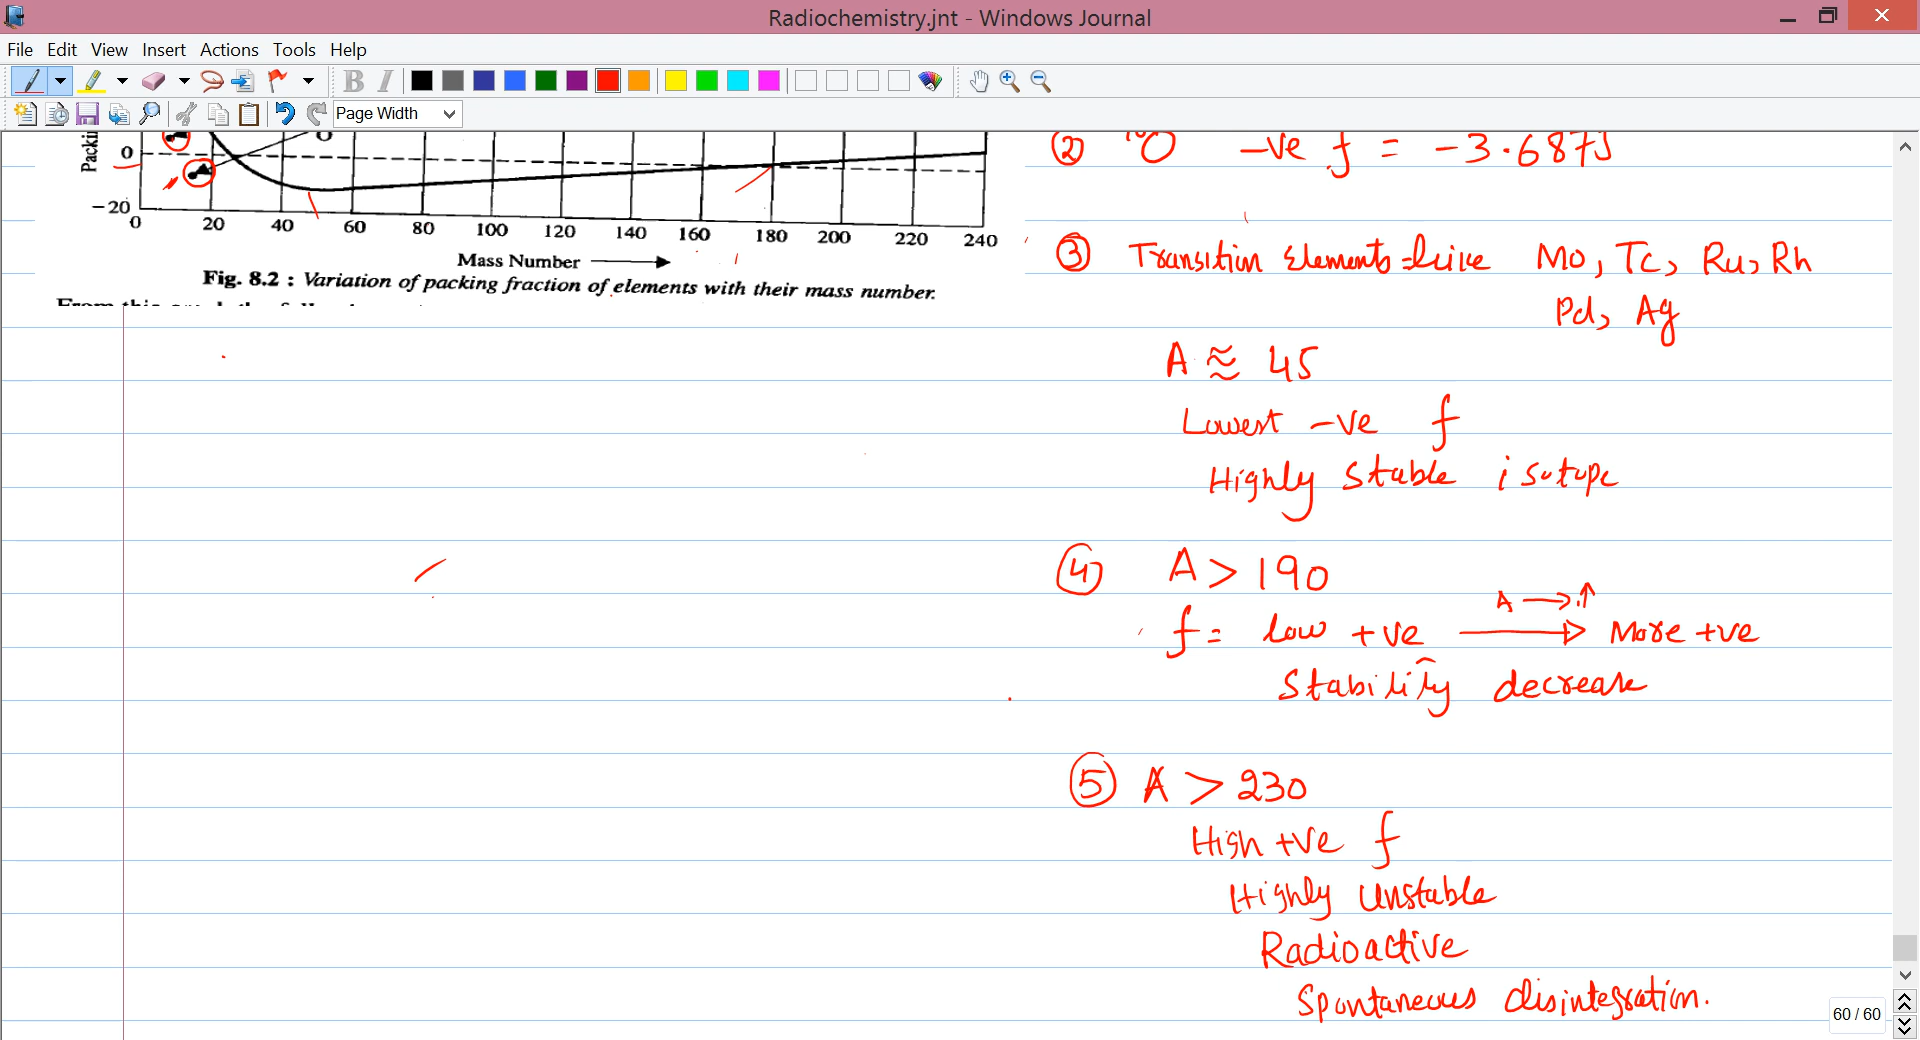 Radiochemistry.jnt - Windows Journal
File Edit View Insert Actions Tools Help
B I
Page Width
Packi
0
-20
0 20 40 60 80 100 120 140 160 180 200 220 240
Mass Number
Fig. 8.2 : Variation of packing fraction of elements with their mass number.
② O -ve f = -3.6875
③ Transition Elements like Mo, Tc, Ru, Rh
Pd, Ag
A ≈ 45
Lowest -ve f
Highly stable isotope
④ A > 190
A → ↑
f = low +ve → More +ve
Stability decrease
⑤ A > 230
High +ve f
Highly Unstable
Radioactive
Spontaneous disintegration.
60 / 60